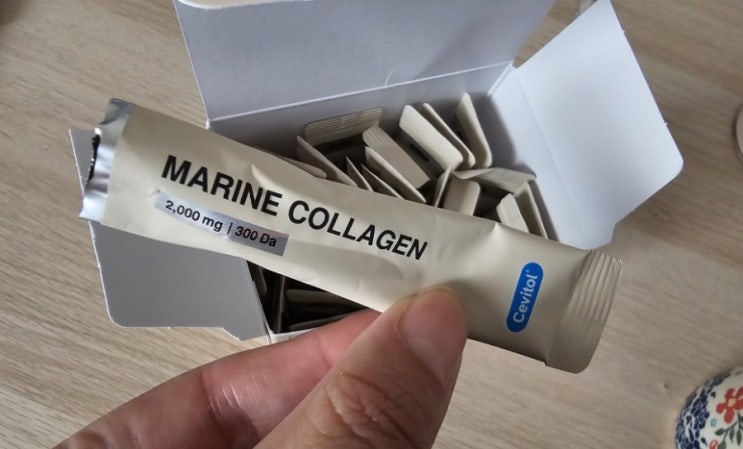 MARINE COLLAGEN
2,000 mg | 300 Da
Cevitol